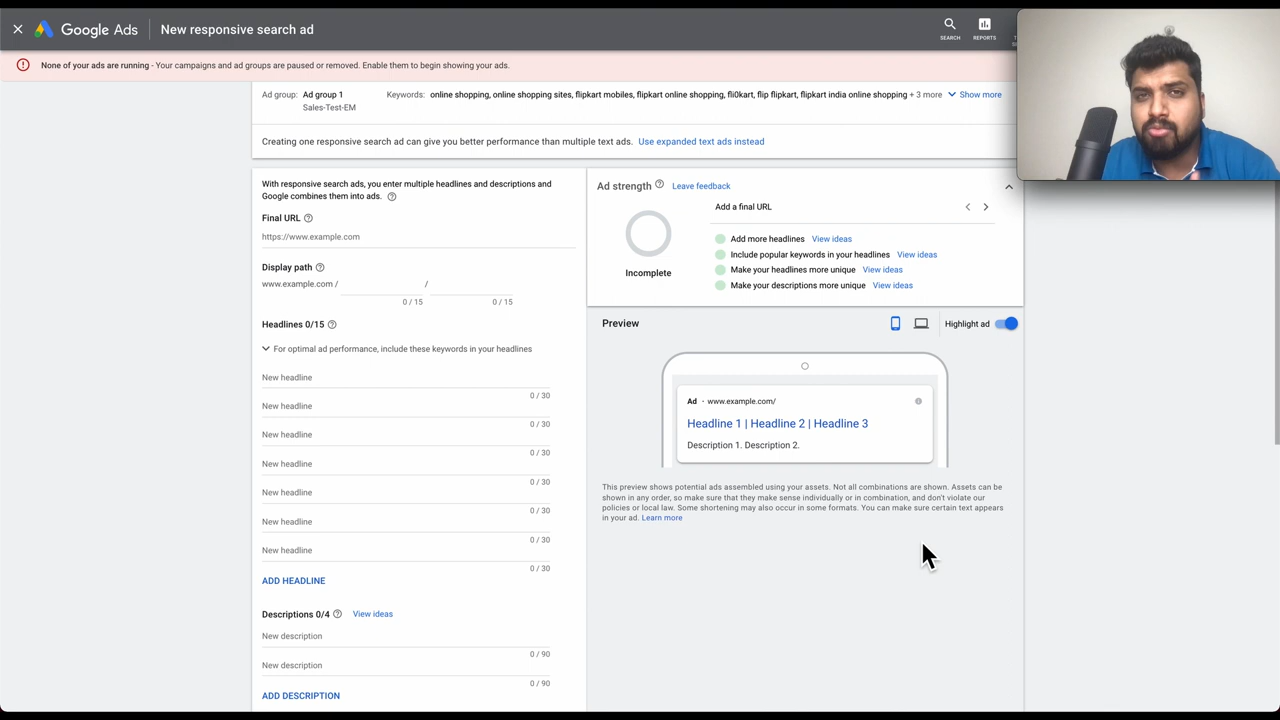 Google Ads
New responsive search ad
SEARCH
REPORTS
None of your ads are running - Your campaigns and ad groups are paused or removed. Enable them to begin showing your ads.
Ad group: Ad group 1
Sales-Test-EM
Keywords: online shopping, online shopping sites, flipkart mobiles, flipkart online shopping, fli0kart, flip flipkart, flipkart india online shopping + 3 more Show more
Creating one responsive search ad can give you better performance than multiple text ads. Use expanded text ads instead
With responsive search ads, you enter multiple headlines and descriptions and
Google combines them into ads.
Final URL
https://www.example.com
Display path
www.example.com /
/
0 / 15
0 / 15
Headlines 0/15
For optimal ad performance, include these keywords in your headlines
New headline
0 / 30
New headline
0 / 30
New headline
0 / 30
New headline
0 / 30
New headline
0 / 30
New headline
0 / 30
New headline
0 / 30
ADD HEADLINE
Descriptions 0/4 View ideas
New description
0 / 90
New description
0 / 90
ADD DESCRIPTION
Ad strength Leave feedback
Incomplete
Add a final URL
Add more headlines View ideas
Include popular keywords in your headlines View ideas
Make your headlines more unique View ideas
Make your descriptions more unique View ideas
Preview
Highlight ad
Ad · www.example.com/
Headline 1 | Headline 2 | Headline 3
Description 1. Description 2.
This preview shows potential ads assembled using your assets. Not all combinations are shown. Assets can be
shown in any order, so make sure that they make sense individually or in combination, and don't violate our
policies or local law. Some shortening may also occur in some formats. You can make sure certain text appears
in your ad. Learn more